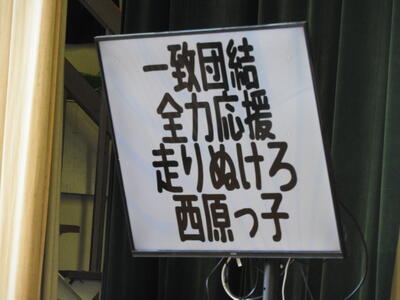 一致団結
全力応援
走りぬけろ
西原っ子